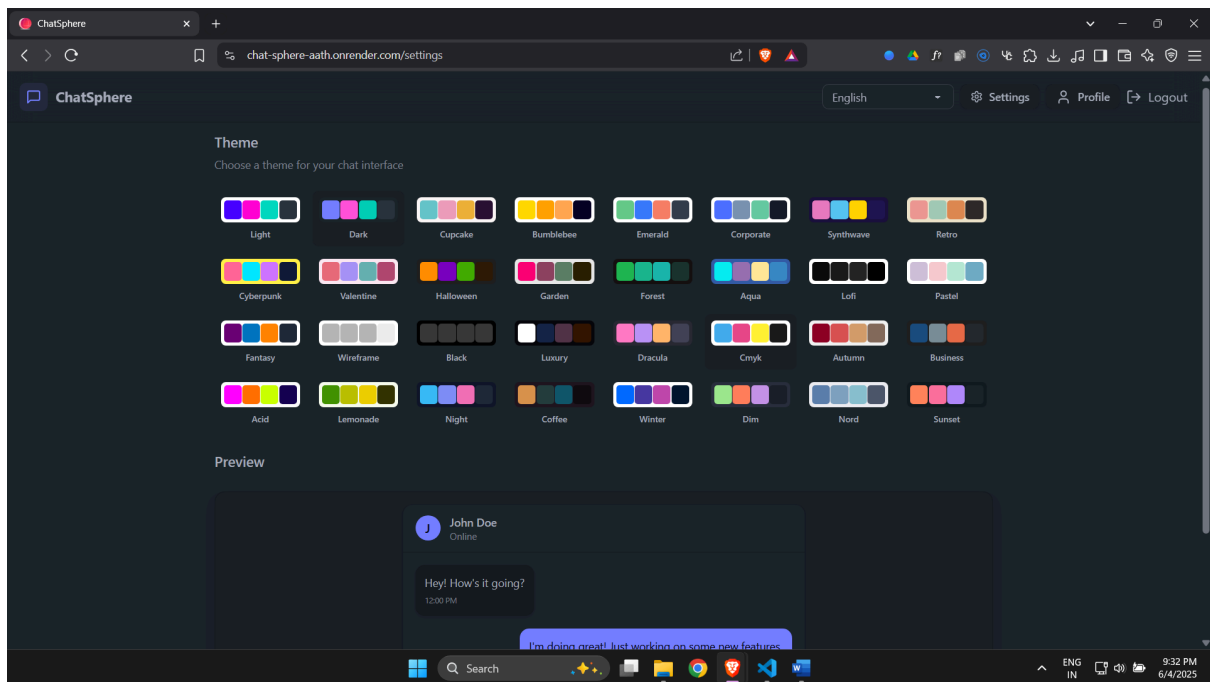 ChatSphere
chat-sphere-aath.onrender.com/settings
ChatSphere
English
Settings
Profile
Logout
Theme
Choose a theme for your chat interface
Light Dark Cupcake Bumblebee Emerald Corporate Synthwave Retro
Cyberpunk Valentine Halloween Garden Forest Aqua Lofi Pastel
Fantasy Wireframe Black Luxury Dracula Cmyk Autumn Business
Acid Lemonade Night Coffee Winter Dim Nord Sunset
Preview
J
John Doe
Online
Hey! How's it going?
12:00 PM
I'm doing great! Just working on some new features.
Search
ENG
IN
9:32 PM
6/4/2025